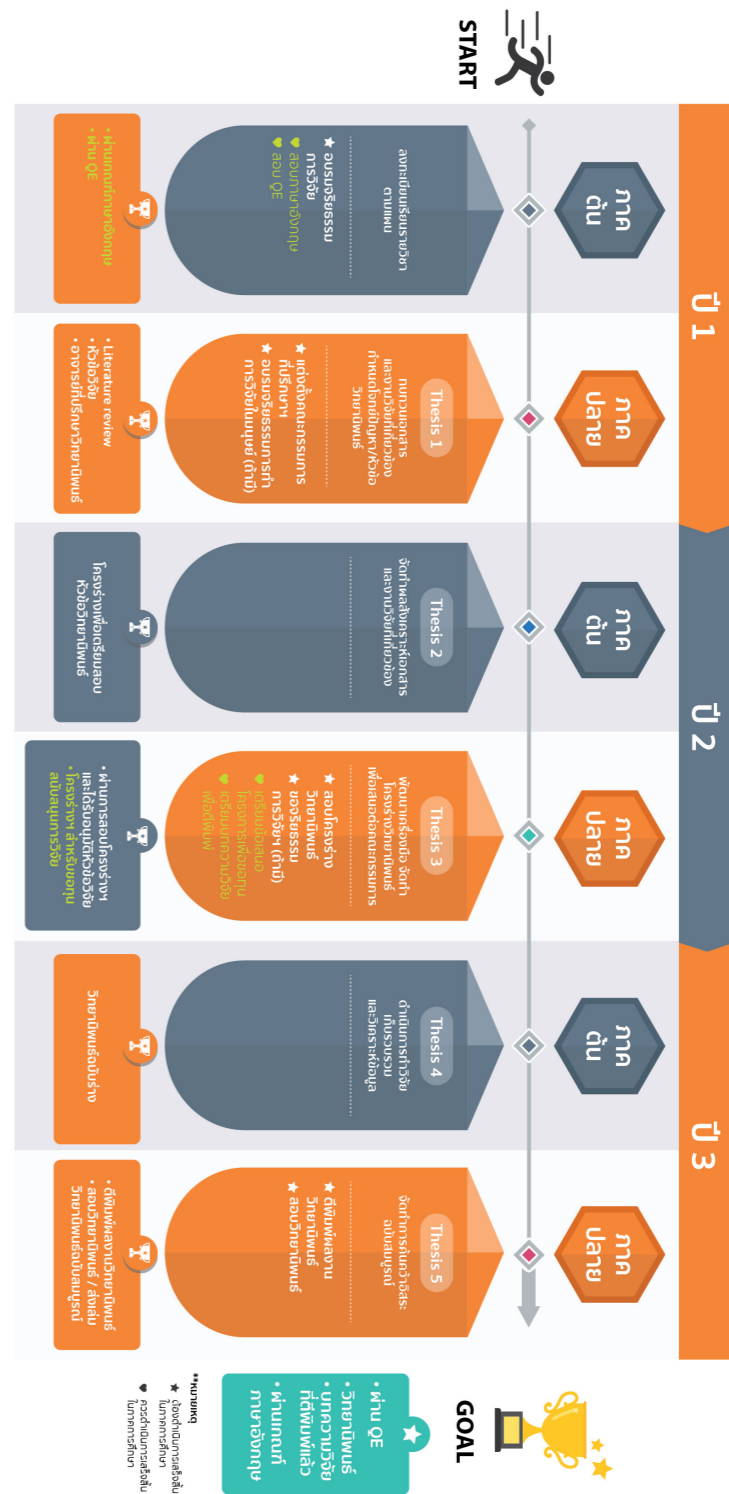 START
ปี 1
ภาค
ต้น
ลงทะเบียนเรียนรายวิชา
ตามแผน
★ อบรมจริยธรรม
การวิจัย
♥ สอบภาษาอังกฤษ
♥ สอบ QE
• ผ่านเกณฑ์ภาษาอังกฤษ
• ผ่าน QE
ภาค
ปลาย
Thesis 1
ทบทวนเอกสาร
และงานวิจัยที่เกี่ยวข้อง
กำหนดโจทย์ปัญหา/หัวข้อ
วิทยานิพนธ์
★ แต่งตั้งคณะกรรมการ
ที่ปรึกษาฯ
★ อบรมจริยธรรมการทำ
การวิจัยในมนุษย์ (ถ้ามี)
• Literature review
• หัวข้อวิจัย
• อาจารย์ที่ปรึกษาวิทยานิพนธ์
ปี 2
ภาค
ต้น
Thesis 2
จัดทำผลสังเคราะห์เอกสาร
และงานวิจัยที่เกี่ยวข้อง
โครงร่างเพื่อเตรียมสอบ
หัวข้อวิทยานิพนธ์
ภาค
ปลาย
Thesis 3
พัฒนาเครื่องมือ จัดทำ
โครงร่างวิทยานิพนธ์
เพื่อเสนอต่อคณะกรรมการ
★ สอบโครงร่าง
วิทยานิพนธ์
★ ขอจริยธรรม
การวิจัยฯ (ถ้ามี)
♥ เตรียมข้อเสนอ
โครงการเพื่อขอทุน
♥ เตรียมบทความวิจัย
เพื่อตีพิมพ์
• ผ่านการสอบโครงร่างฯ
และได้รับอนุมัติหัวข้อวิจัย
• โครงร่างฯ สำหรับขอทุน
สนับสนุนการวิจัย
ปี 3
ภาค
ต้น
Thesis 4
ดำเนินการทำวิจัย
เก็บรวบรวม
และวิเคราะห์ข้อมูล
วิทยานิพนธ์ฉบับร่าง
ภาค
ปลาย
Thesis 5
จัดทำการค้นคว้าอิสระ
ฉบับสมบูรณ์
★ ตีพิมพ์ผลงาน
วิทยานิพนธ์
★ สอบวิทยานิพนธ์
• ตีพิมพ์ผลงานวิทยานิพนธ์
• สอบวิทยานิพนธ์ / ส่งเล่ม
วิทยานิพนธ์ฉบับสมบูรณ์
GOAL
• ผ่าน QE
• วิทยานิพนธ์
• บทความวิจัย
ที่ตีพิมพ์แล้ว
• ผ่านเกณฑ์
ภาษาอังกฤษ
**หมายเหตุ
★ ต้องดำเนินการเสร็จสิ้น
ในภาคการศึกษา
♥ ควรดำเนินการเสร็จสิ้น
ในภาคการศึกษา